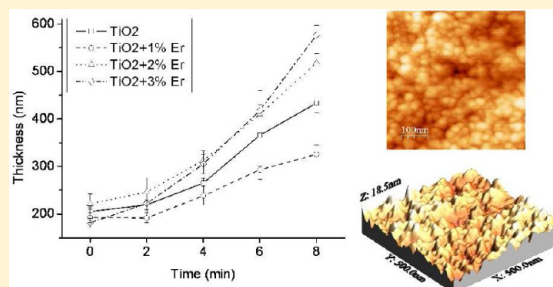 600
500
400
300
200
Thickness (nm)
TiO2
TiO2+1% Er
TiO2+2% Er
TiO2+3% Er
0 2 4 6 8
Time (min)
100nm
Z: 18.5nm
Y: 500.0nm
X: 500.0nm